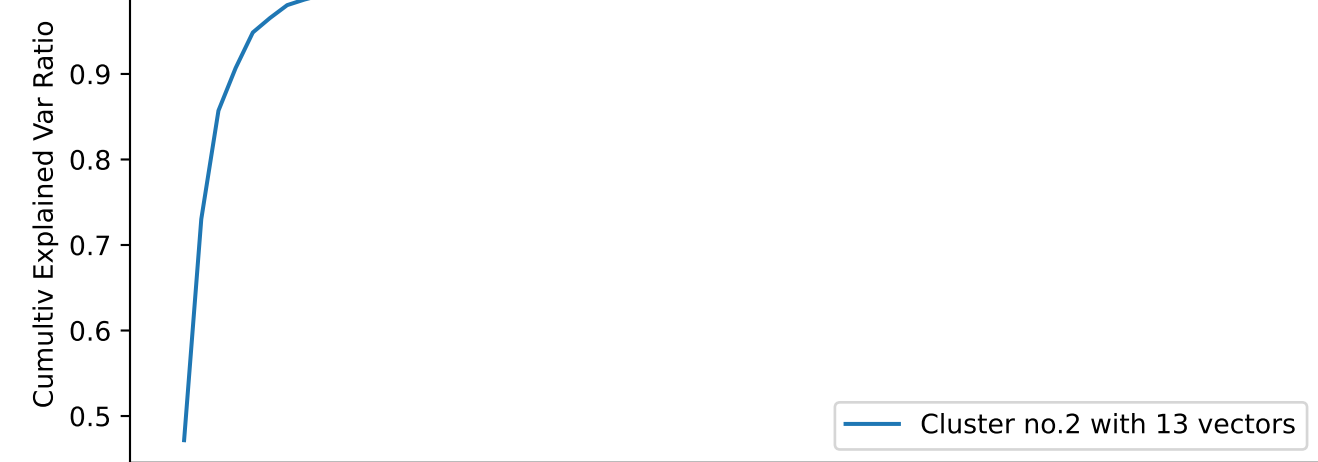 Cumultiv Explained Var Ratio
0.9
0.8
0.7
0.6
0.5
Cluster no.2 with 13 vectors